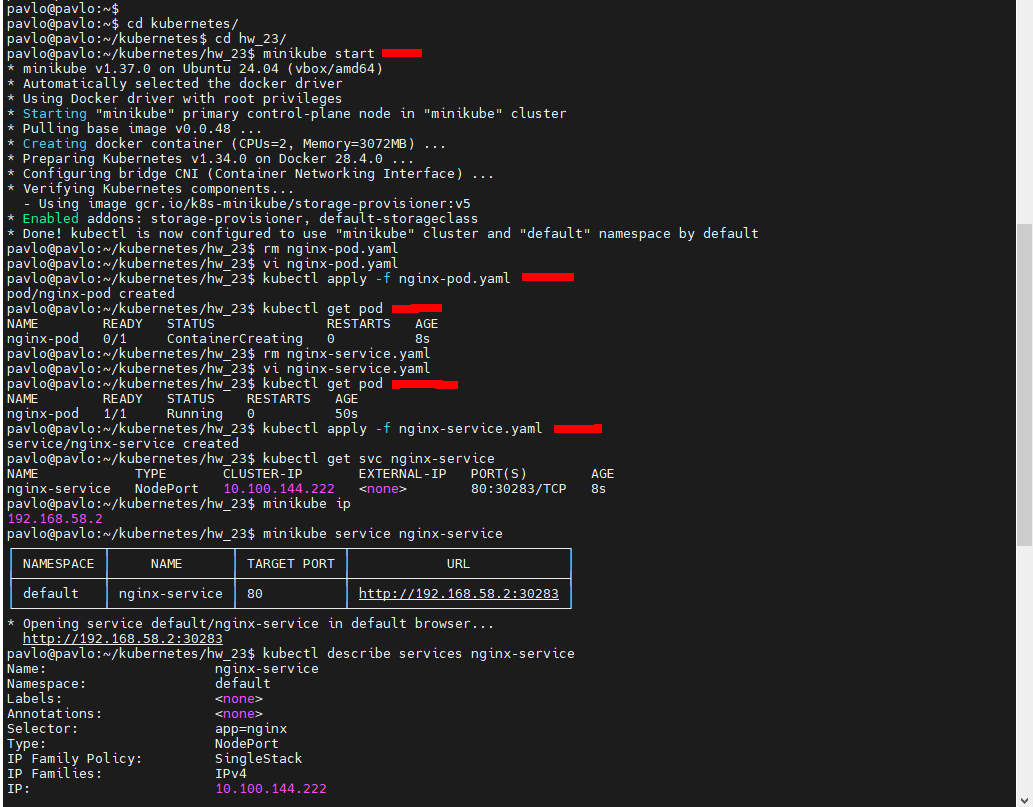 pavlo@pavlo:~$
pavlo@pavlo:~$ cd kubernetes/
pavlo@pavlo:~/kubernetes$ cd hw_23/
pavlo@pavlo:~/kubernetes/hw_23$ minikube start
* minikube v1.37.0 on Ubuntu 24.04 (vbox/amd64)
* Automatically selected the docker driver
* Using Docker driver with root privileges
* Starting "minikube" primary control-plane node in "minikube" cluster
* Pulling base image v0.0.48 ...
* Creating docker container (CPUs=2, Memory=3072MB) ...
* Preparing Kubernetes v1.34.0 on Docker 28.4.0 ...
* Configuring bridge CNI (Container Networking Interface) ...
* Verifying Kubernetes components...
  - Using image gcr.io/k8s-minikube/storage-provisioner:v5
* Enabled addons: storage-provisioner, default-storageclass
* Done! kubectl is now configured to use "minikube" cluster and "default" namespace by default
pavlo@pavlo:~/kubernetes/hw_23$ rm nginx-pod.yaml
pavlo@pavlo:~/kubernetes/hw_23$ vi nginx-pod.yaml
pavlo@pavlo:~/kubernetes/hw_23$ kubectl apply -f nginx-pod.yaml
pod/nginx-pod created
pavlo@pavlo:~/kubernetes/hw_23$ kubectl get pod
NAME        READY   STATUS              RESTARTS   AGE
nginx-pod   0/1     ContainerCreating   0          8s
pavlo@pavlo:~/kubernetes/hw_23$ rm nginx-service.yaml
pavlo@pavlo:~/kubernetes/hw_23$ vi nginx-service.yaml
pavlo@pavlo:~/kubernetes/hw_23$ kubectl get pod
NAME        READY   STATUS    RESTARTS   AGE
nginx-pod   1/1     Running   0          50s
pavlo@pavlo:~/kubernetes/hw_23$ kubectl apply -f nginx-service.yaml
service/nginx-service created
pavlo@pavlo:~/kubernetes/hw_23$ kubectl get svc nginx-service
NAME            TYPE       CLUSTER-IP       EXTERNAL-IP   PORT(S)        AGE
nginx-service   NodePort   10.100.144.222   <none>        80:30283/TCP   8s
pavlo@pavlo:~/kubernetes/hw_23$ minikube ip
192.168.58.2
pavlo@pavlo:~/kubernetes/hw_23$ minikube service nginx-service
NAMESPACE NAME TARGET PORT URL
default nginx-service 80 http://192.168.58.2:30283
* Opening service default/nginx-service in default browser...
  http://192.168.58.2:30283
pavlo@pavlo:~/kubernetes/hw_23$ kubectl describe services nginx-service
Name:                     nginx-service
Namespace:                default
Labels:                   <none>
Annotations:              <none>
Selector:                 app=nginx
Type:                     NodePort
IP Family Policy:         SingleStack
IP Families:              IPv4
IP:                       10.100.144.222